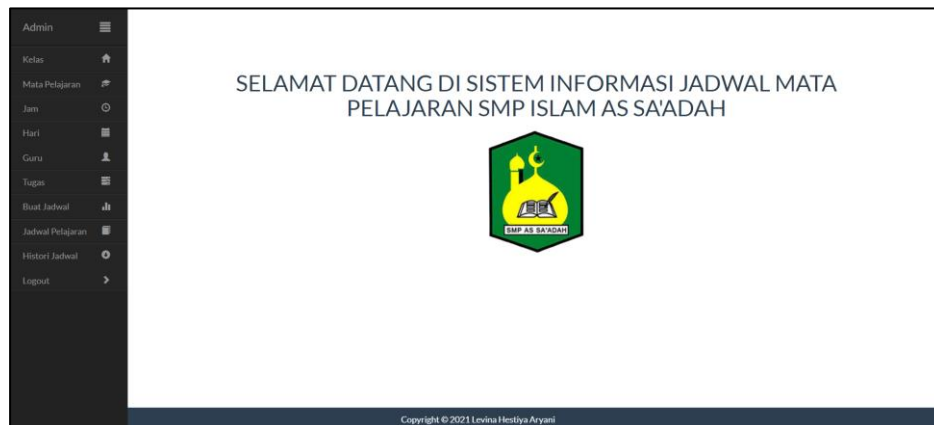 Admin
Kelas
Mata Pelajaran
Jam
Hari
Guru
Tugas
Buat Jadwal
Jadwal Pelajaran
Histori Jadwal
Logout
SELAMAT DATANG DI SISTEM INFORMASI JADWAL MATA
PELAJARAN SMP ISLAM AS SA'ADAH
SMP AS SA'ADAH
Copyright © 2021 Levina Hestiya Aryani